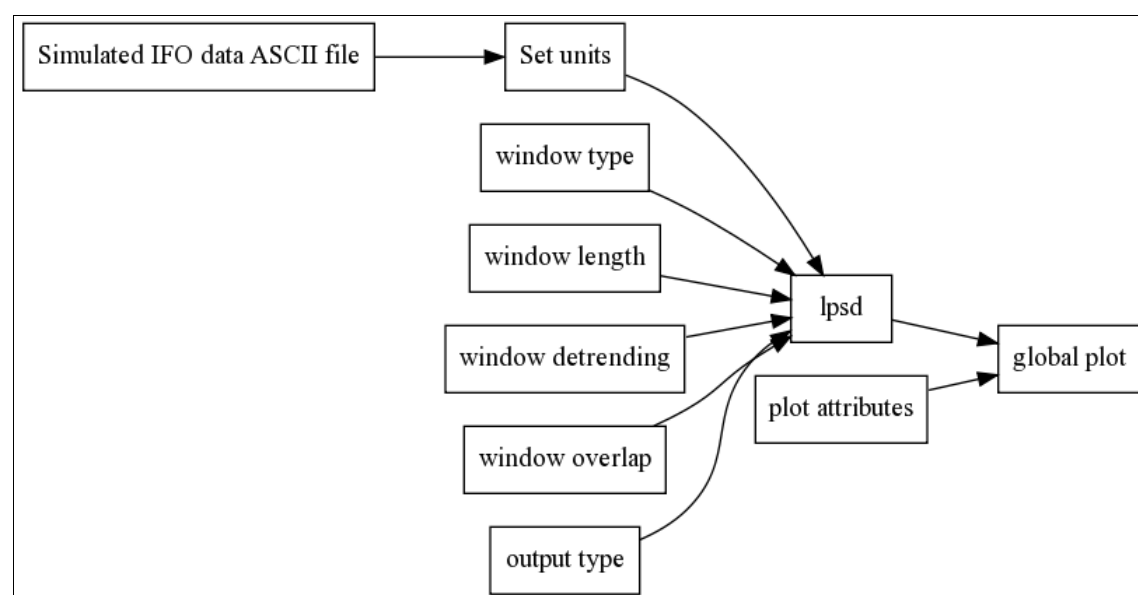 Simulated IFO data ASCII file
Set units
window type
window length
lpsd
window detrending
global plot
plot attributes
window overlap
output type